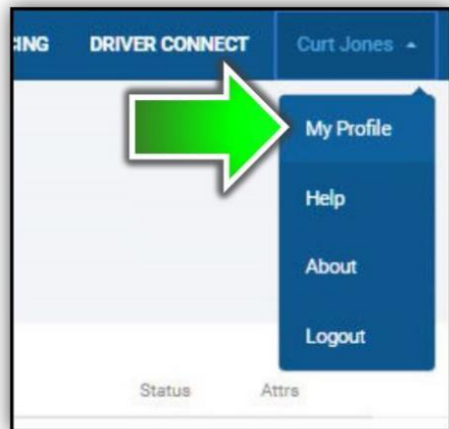 CING DRIVER CONNECT Curt Jones
My Profile
Help
About
Logout
Status Attrs